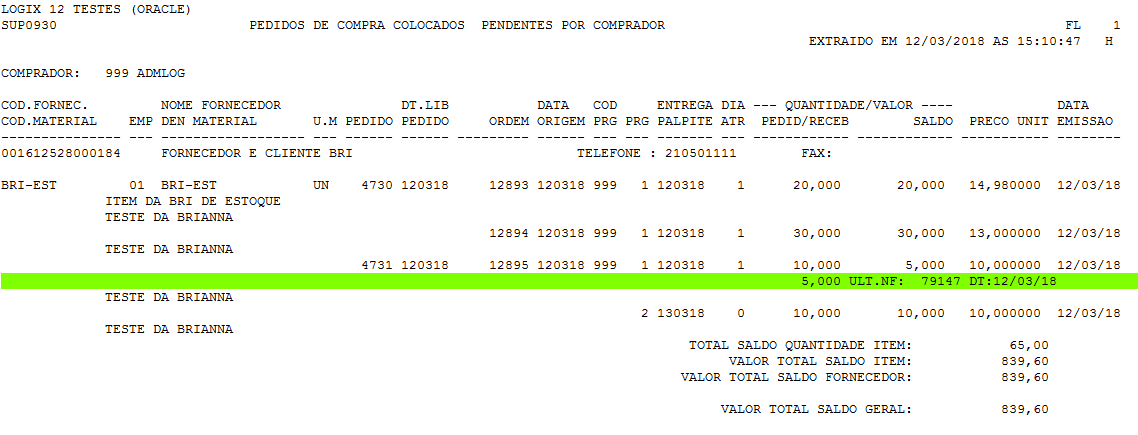 LOGIX 12 TESTES (ORACLE)
SUP0930 PEDIDOS DE COMPRA COLOCADOS PENDENTES POR COMPRADOR FL 1
EXTRAIDO EM 12/03/2018 AS 15:10:47 H
COMPRADOR: 999 ADMLOG
COD.FORNEC. NOME FORNECEDOR DT.LIB DATA COD ENTREGA DIA --- QUANTIDADE/VALOR ---- DATA
COD.MATERIAL EMP DEN MATERIAL U.M PEDIDO PEDIDO ORDEM ORIGEM PRG PRG PALPITE ATR PEDID/RECEB SALDO PRECO UNIT EMISSAO
--------------- --- ------------------ --- ------ ------ --------- ------ --- --- ------- --- ------------ ------------ ------------ --------
001612528000184 FORNECEDOR E CLIENTE BRI TELEFONE : 210501111 FAX:
BRI-EST 01 BRI-EST UN 4730 120318 12893 120318 999 1 120318 1 20,000 20,000 14,980000 12/03/18
ITEM DA BRI DE ESTOQUE
TESTE DA BRIANNA
12894 120318 999 1 120318 1 30,000 30,000 13,000000 12/03/18
TESTE DA BRIANNA
4731 120318 12895 120318 999 1 120318 1 10,000 5,000 10,000000 12/03/18
5,000 ULT.NF: 79147 DT:12/03/18
TESTE DA BRIANNA
2 130318 0 10,000 10,000 10,000000 12/03/18
TESTE DA BRIANNA
TOTAL SALDO QUANTIDADE ITEM: 65,00
VALOR TOTAL SALDO ITEM: 839,60
VALOR TOTAL SALDO FORNECEDOR: 839,60
VALOR TOTAL SALDO GERAL: 839,60